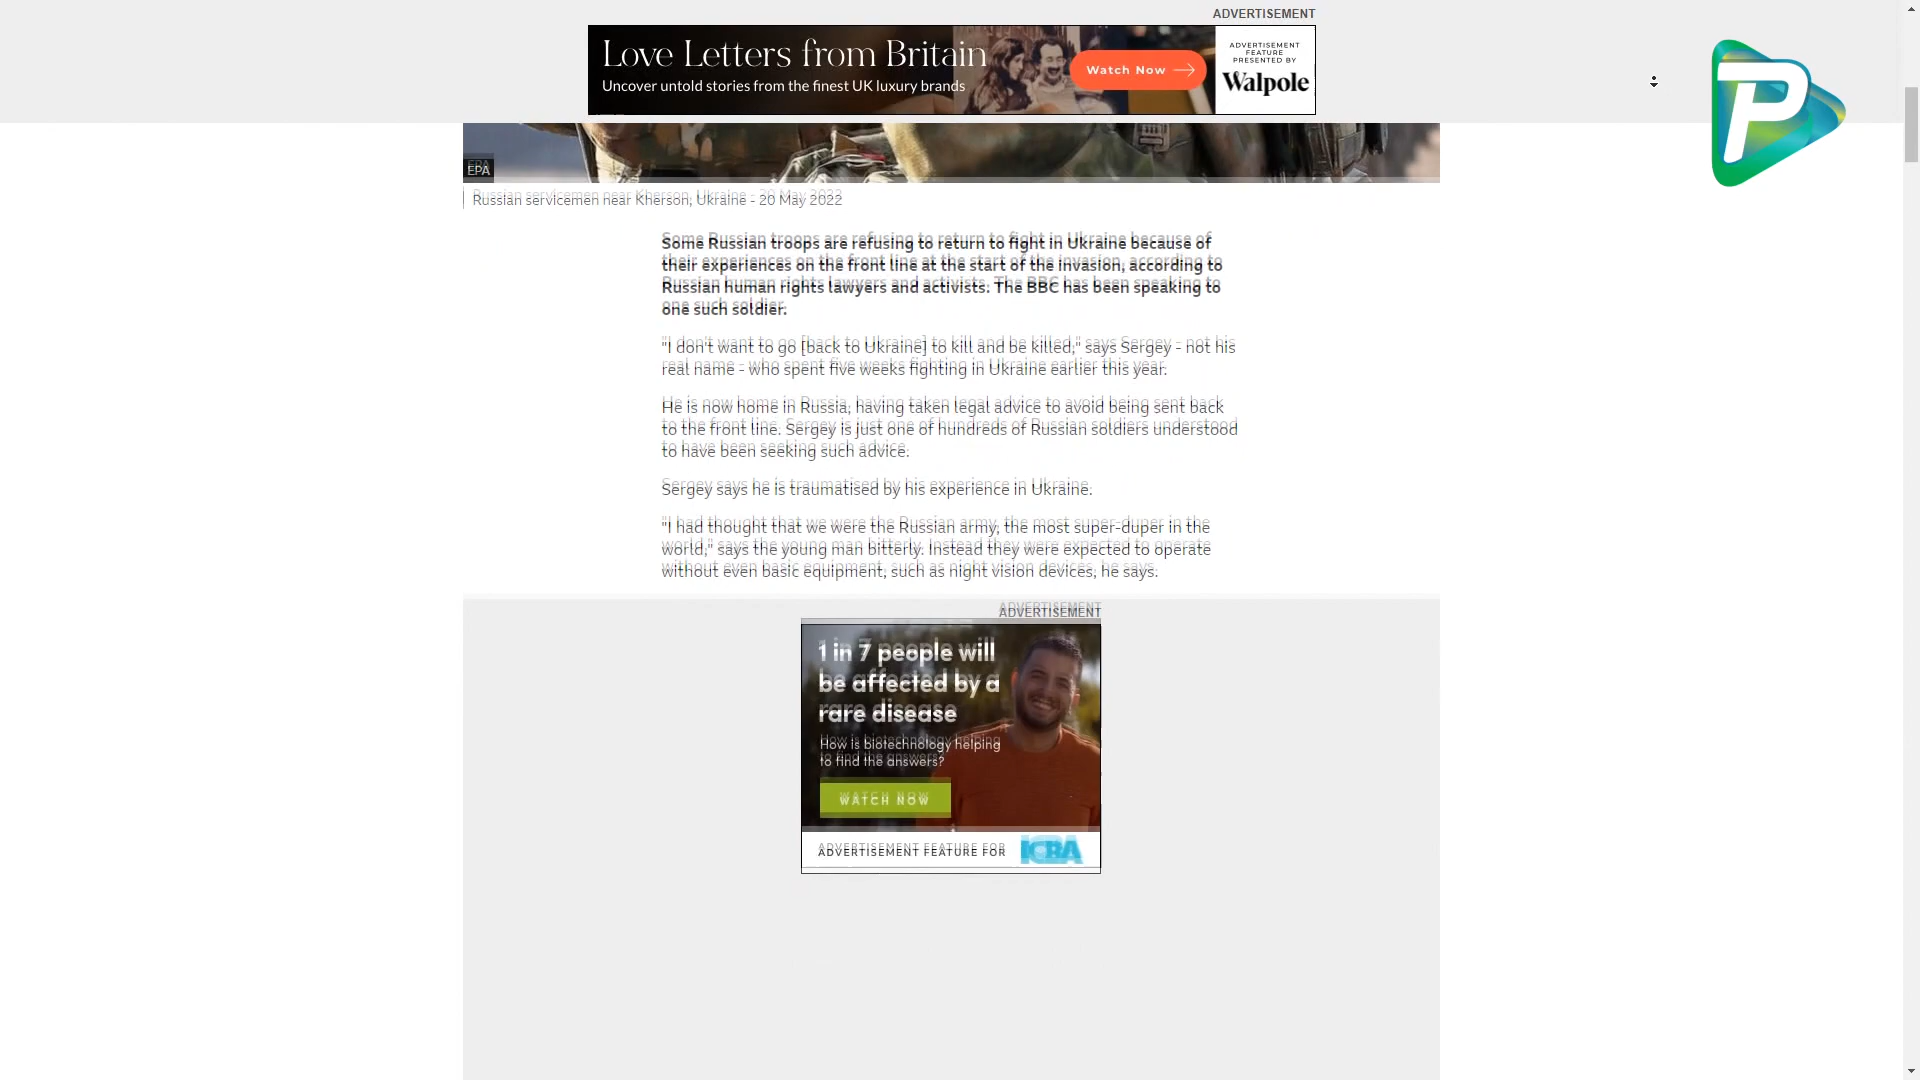 ADVERTISEMENT
Love Letters from Britain
Uncover untold stories from the finest UK luxury brands
Watch Now
ADVERTISEMENT
FEATURE
PRESENTED BY
Walpole
P
EPA
Russian servicemen near Kherson, Ukraine - 20 May 2022
Some Russian troops are refusing to return to fight in Ukraine because of
their experiences on the front line at the start of the invasion, according to
Russian human rights lawyers and activists. The BBC has been speaking to
one such soldier.
"I don't want to go [back to Ukraine] to kill and be killed," says Sergey - not his
real name - who spent five weeks fighting in Ukraine earlier this year.
He is now home in Russia, having taken legal advice to avoid being sent back
to the front line. Sergey is just one of hundreds of Russian soldiers understood
to have been seeking such advice.
Sergey says he is traumatised by his experience in Ukraine.
"I had thought that we were the Russian army, the most super-duper in the
world," says the young man bitterly. Instead they were expected to operate
without even basic equipment, such as night vision devices, he says.
ADVERTISEMENT
1 in 7 people will
be affected by a
rare disease
How is biotechnology helping
to find the answers?
WATCH NOW
ADVERTISEMENT FEATURE FOR